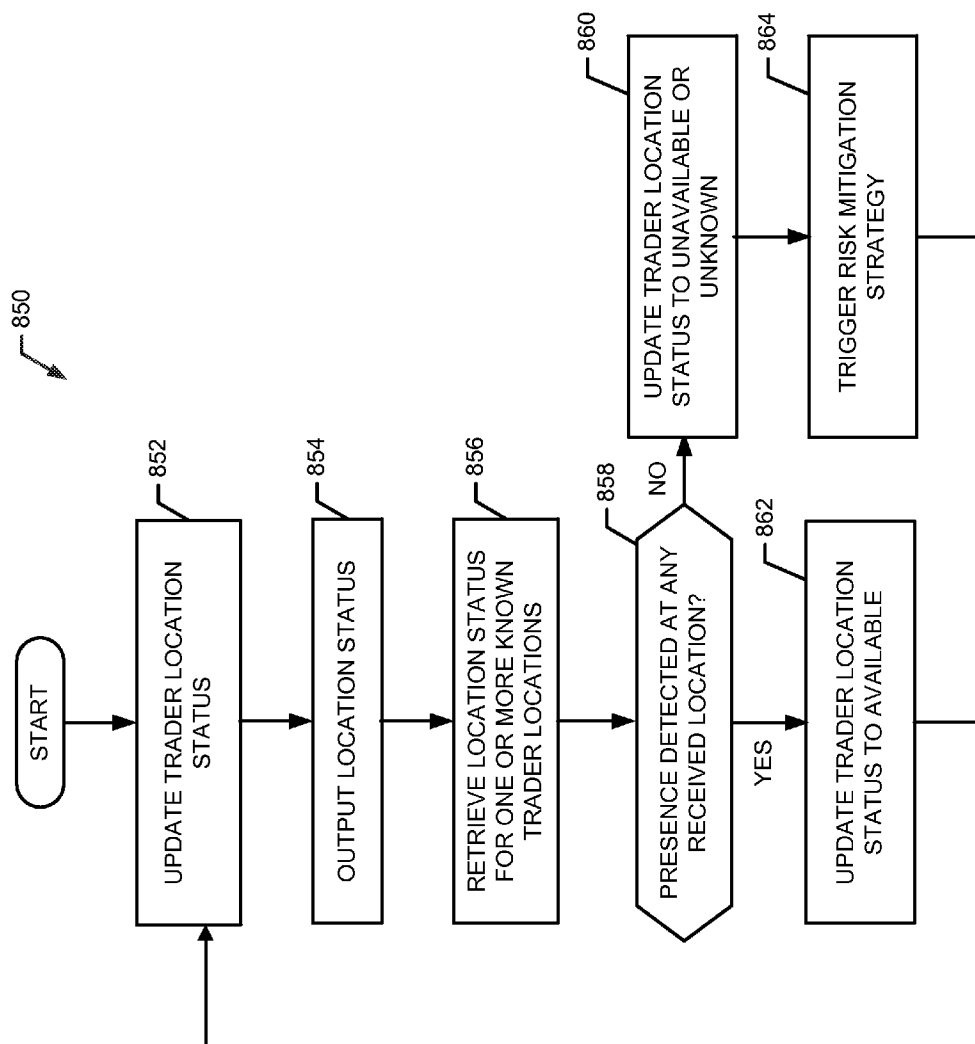 850
START
852
UPDATE TRADER LOCATION
STATUS
854
OUTPUT LOCATION STATUS
856
RETRIEVE LOCATION STATUS
FOR ONE OR MORE KNOWN
TRADER LOCATIONS
858
PRESENCE DETECTED AT ANY
RECEIVED LOCATION?
NO
YES
860
UPDATE TRADER LOCATION
STATUS TO UNAVAILABLE OR
UNKNOWN
862
UPDATE TRADER LOCATION
STATUS TO AVAILABLE
864
TRIGGER RISK MITIGATION
STRATEGY